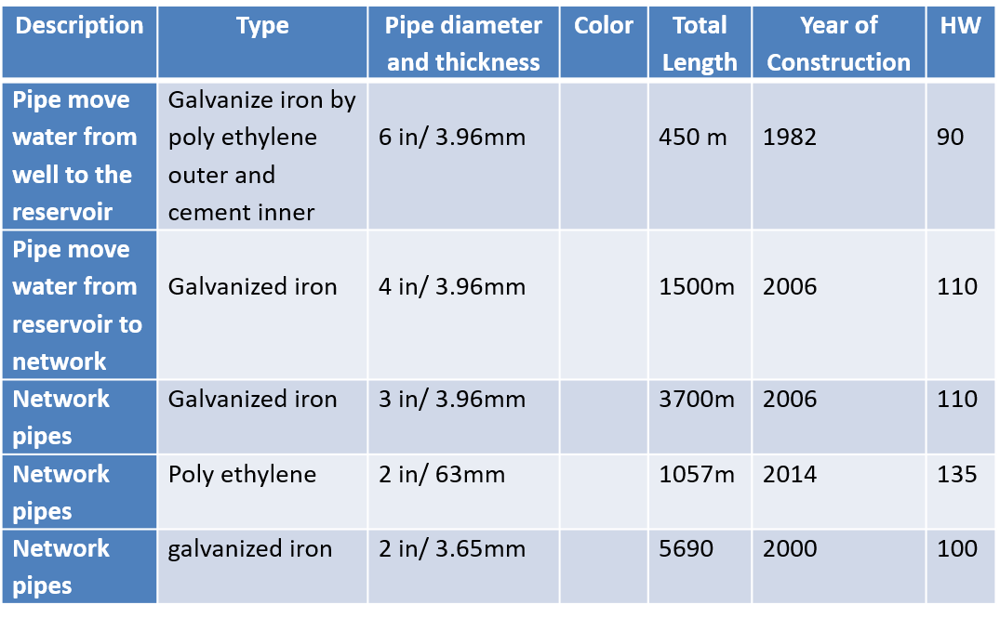 Description Type Pipe diameter and thickness Color Total Length Year of Construction HW
Pipe move water from well to the reservoir Galvanize iron by poly ethylene outer and cement inner 6 in/ 3.96mm 450 m 1982 90
Pipe move water from reservoir to network Galvanized iron 4 in/ 3.96mm 1500m 2006 110
Network pipes Galvanized iron 3 in/ 3.96mm 3700m 2006 110
Network pipes Poly ethylene 2 in/ 63mm 1057m 2014 135
Network pipes galvanized iron 2 in/ 3.65mm 5690 2000 100